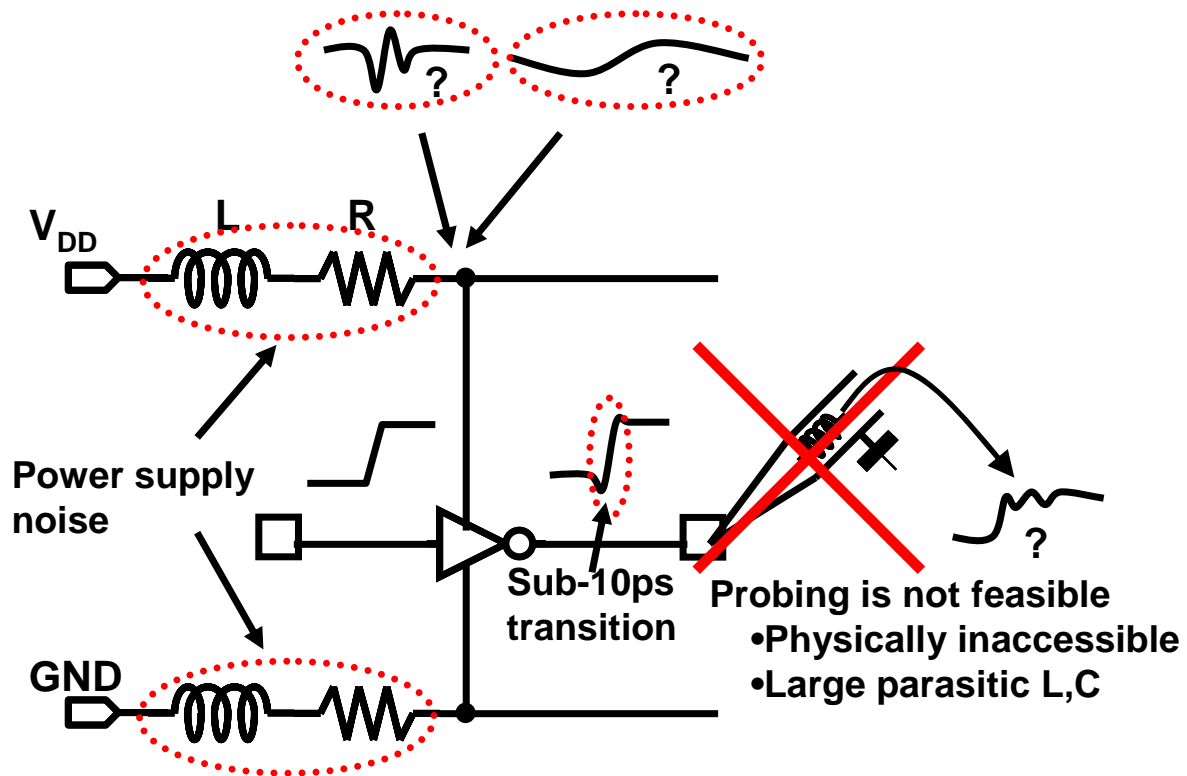 ?
?
L
R
VDD
Power supply
noise
Sub-10ps
transition
?
Probing is not feasible
•Physically inaccessible
•Large parasitic L,C
GND